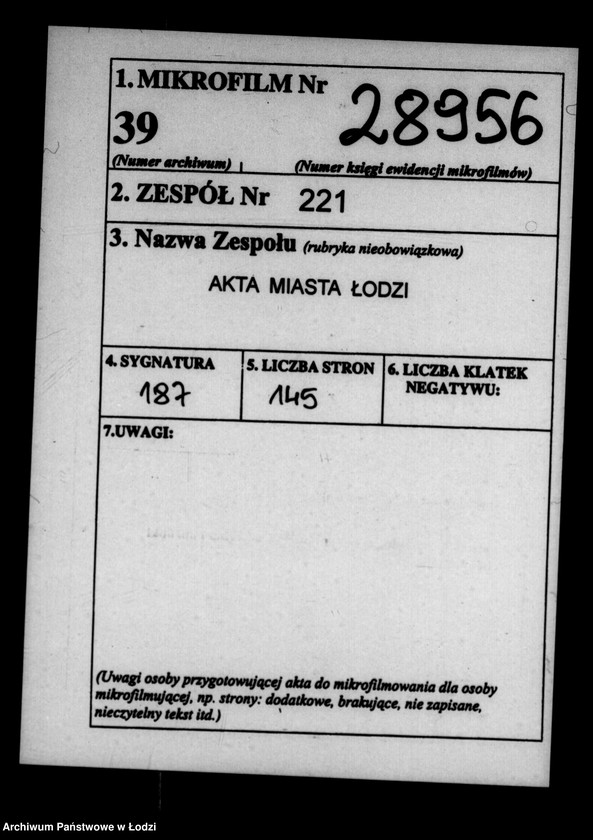 1. MIKROFILM Nr 28956
39
(Numer archiwum) (Numer księgi ewidencji mikrofilmów)
2. ZESPÓŁ Nr 221
3. Nazwa Zespołu (rubryka nieobowiązkowa)
AKTA MIASTA ŁODZI
4. SYGNATURA 5. LICZBA STRON 6. LICZBA KLATEK
NEGATYWU:
187 145
7.UWAGI:
(Uwagi osoby przygotowującej akta do mikrofilmowania dla osoby
mikrofilmującej, np. strony: dodatkowe, brakujące, nie zapisane,
nieczytelny tekst itd.)
Archiwum Państwowe w Łodzi